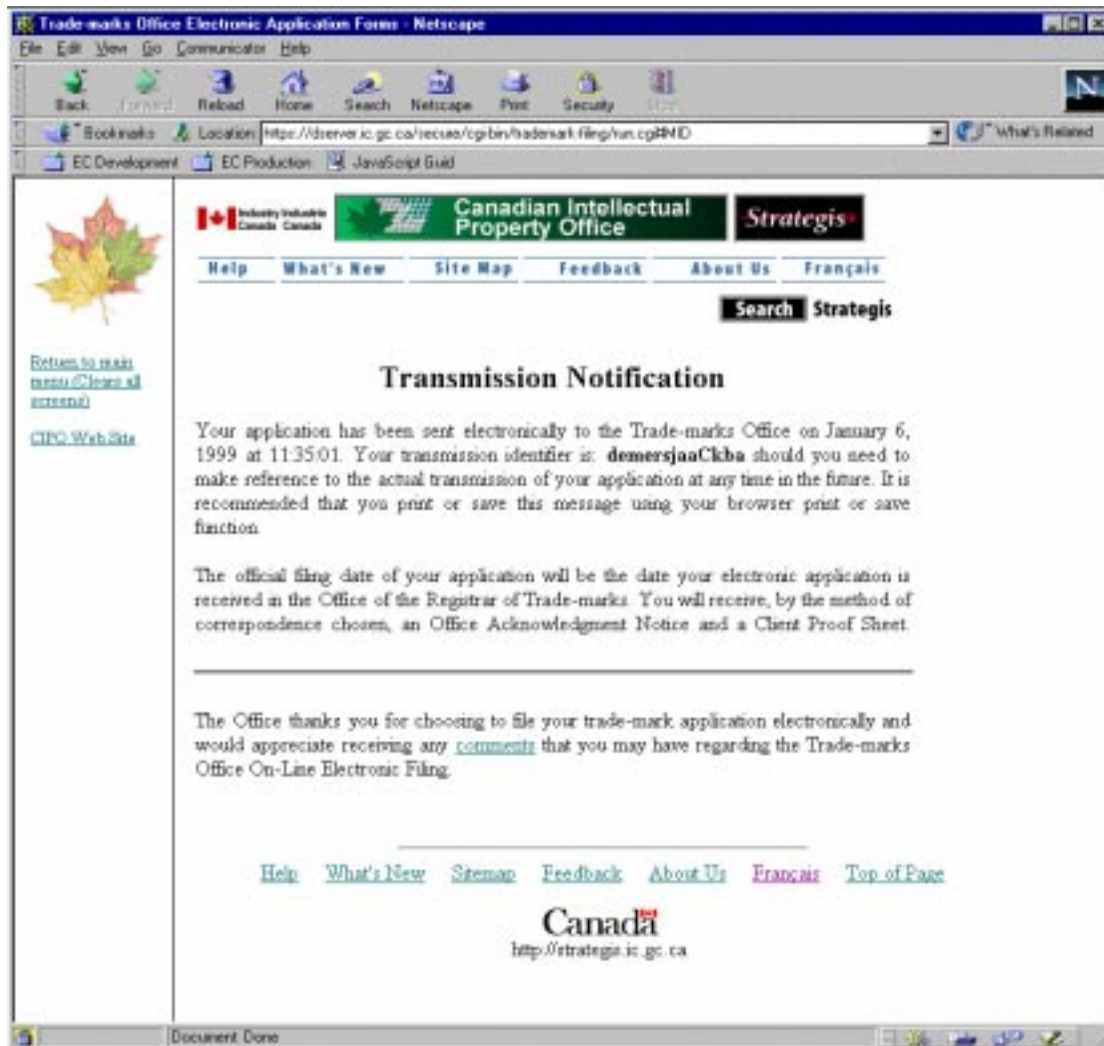 Trade-marks Office Electronic Application Forms - Netscape
File Edit View Go Communicator Help
Back Forward Reload Home Search Netscape Print Security Stop
Bookmarks Location: https://dserver.ic.gc.ca/secure/cgi-bin/trademark-filing/run.cgi#MID What's Related
EC Development EC Production JavaScript Guid
Industry Industrie
Canada Canada
Canadian Intellectual
Property Office
Strategis
Help What's New Site Map Feedback About Us Français
Search Strategis
Return to main
menu (Clears all
screens)
CIPO Web Site
Transmission Notification
Your application has been sent electronically to the Trade-marks Office on January 6,
1999 at 11:35:01. Your transmission identifier is: demersjaaCkba should you need to
make reference to the actual transmission of your application at any time in the future. It is
recommended that you print or save this message using your browser print or save
function.
The official filing date of your application will be the date your electronic application is
received in the Office of the Registrar of Trade-marks. You will receive, by the method of
correspondence chosen, an Office Acknowledgment Notice and a Client Proof Sheet.
The Office thanks you for choosing to file your trade-mark application electronically and
would appreciate receiving any comments that you may have regarding the Trade-marks
Office On-Line Electronic Filing.
Help What's New Sitemap Feedback About Us Français Top of Page
Canada
http://strategis.ic.gc.ca
Document Done